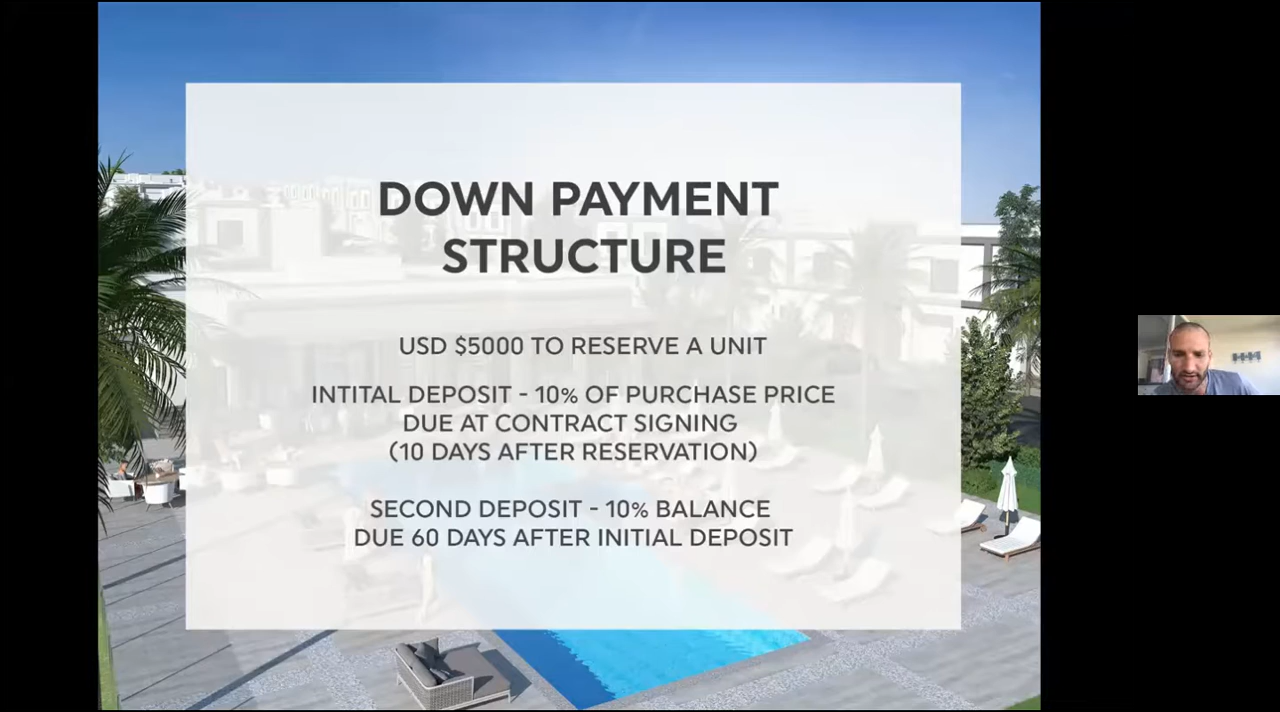 DOWN PAYMENT
STRUCTURE
USD $5000 TO RESERVE A UNIT
INTITAL DEPOSIT - 10% OF PURCHASE PRICE
DUE AT CONTRACT SIGNING
(10 DAYS AFTER RESERVATION)
SECOND DEPOSIT - 10% BALANCE
DUE 60 DAYS AFTER INITIAL DEPOSIT